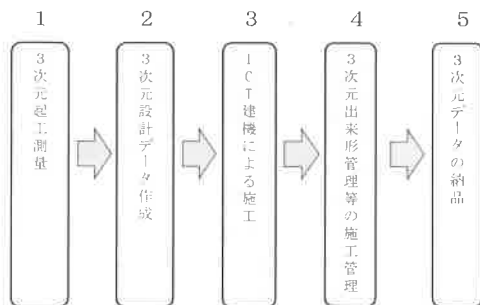 1
2
3
4
5
3次元起工測量
3次元設計データ作成
ICT建機による施工
3次元出来形管理等の施工管理
3次元データの納品